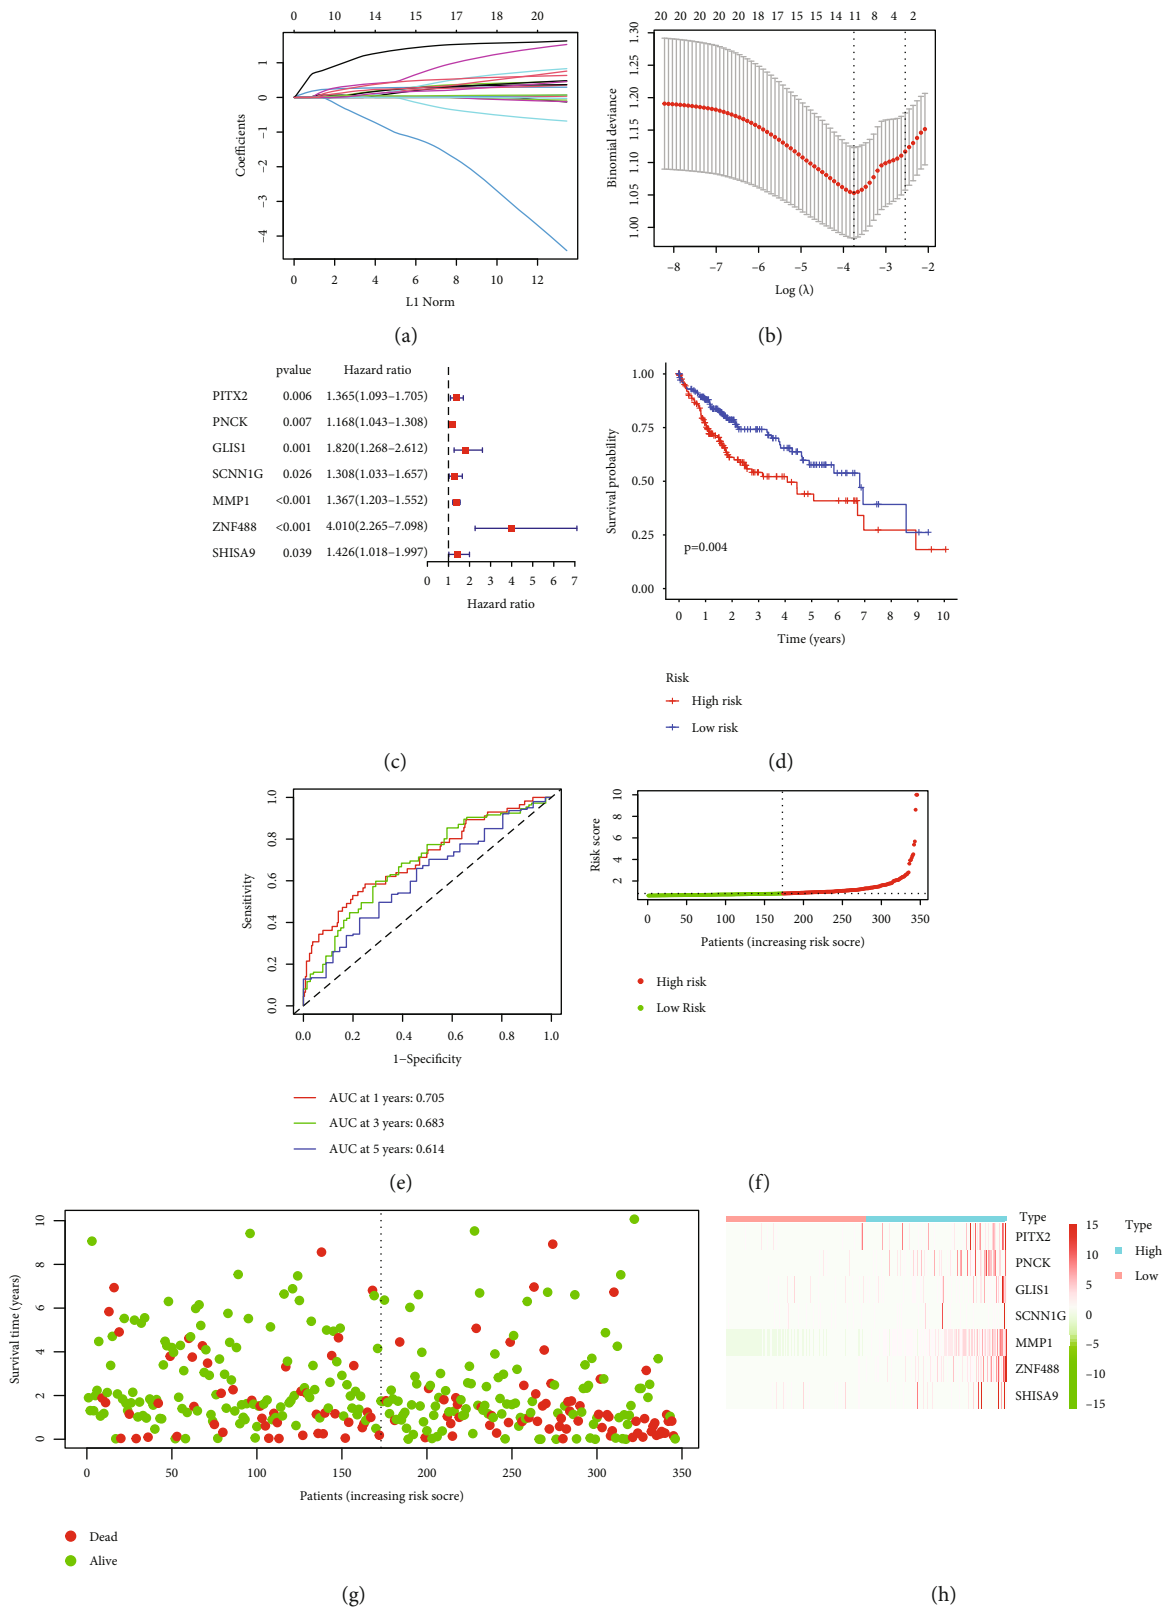 0 10 14 15 17 18 20
1
0
−1
−2
−3
−4
Coefficients
0 2 4 6 8 10 12
L1 Norm
(a)
20 20 20 20 20 18 17 15 15 14 11 8 4 2
1.30
1.25
1.20
1.15
1.10
1.05
1.00
Binomial deviance
−8 −7 −6 −5 −4 −3 −2
Log (λ)
(b)
pvalue Hazard ratio
PITX2 0.006 1.365(1.093−1.705)
PNCK 0.007 1.168(1.043−1.308)
GLIS1 0.001 1.820(1.268−2.612)
SCNN1G 0.026 1.308(1.033−1.657)
MMP1 <0.001 1.367(1.203−1.552)
ZNF488 <0.001 4.010(2.265−7.098)
SHISA9 0.039 1.426(1.018−1.997)
0 1 2 3 4 5 6 7
Hazard ratio
(c)
1.00
0.75
0.50
0.25
0.00
Survival probability
p=0.004
0 1 2 3 4 5 6 7 8 9 10
Time (years)
Risk
High risk
Low risk
(d)
1.0
0.8
0.6
0.4
0.2
0.0
Sensitivity
0.0 0.2 0.4 0.6 0.8 1.0
1−Specificity
AUC at 1 years: 0.705
AUC at 3 years: 0.683
AUC at 5 years: 0.614
(e)
10
8
6
4
2
Risk score
0 50 100 150 200 250 300 350
Patients (increasing risk socre)
High risk
Low Risk
(f)
10
8
6
4
2
0
Survival time (years)
0 50 100 150 200 250 300 350
Patients (increasing risk socre)
Dead
Alive
(g)
Type
PITX2
PNCK
GLIS1
SCNN1G
MMP1
ZNF488
SHISA9
15
10
5
0
−5
−10
−15
Type
High
Low
(h)